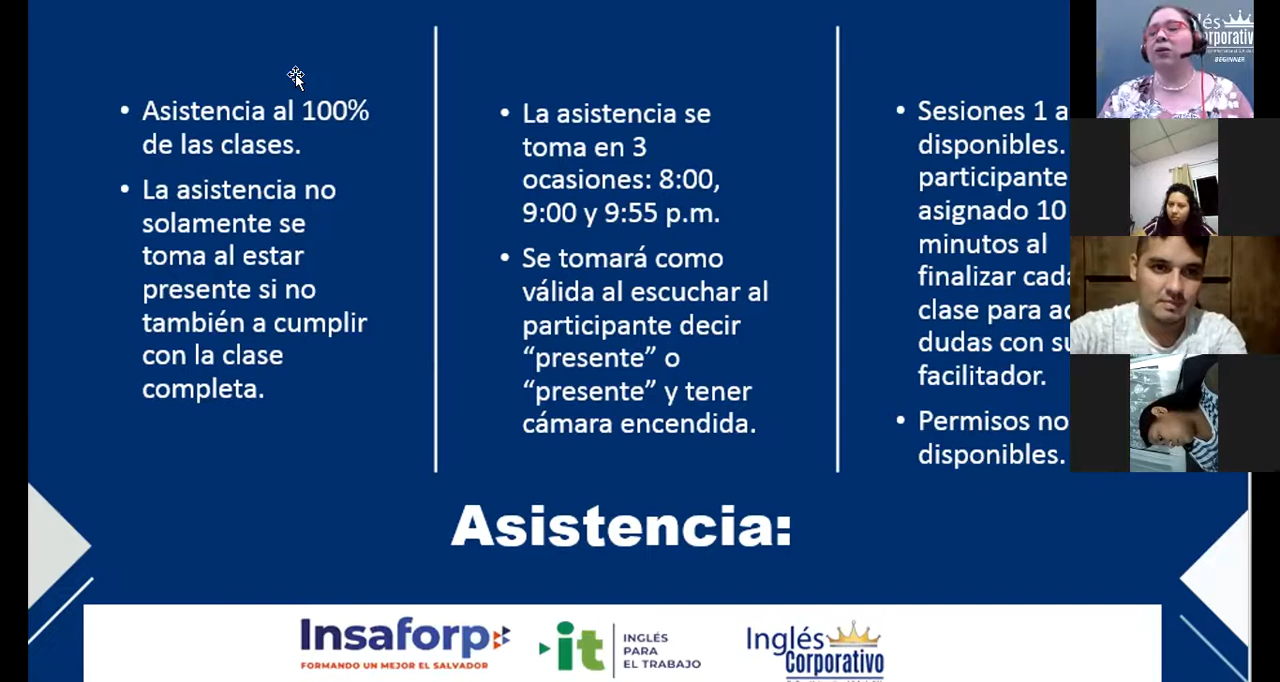 • Asistencia al 100%
de las clases.
• La asistencia no
solamente se
toma al estar
presente si no
también a cumplir
con la clase
completa.
• La asistencia se
toma en 3
ocasiones: 8:00,
9:00 y 9:55 p.m.
• Se tomará como
válida al escuchar al
participante decir
“presente” o
“presente” y tener
cámara encendida.
• Sesiones 1 a
disponibles.
participante
asignado 10
minutos al
finalizar cada
clase para
dudas con
facilitador.
• Permisos no
disponibles.
Asistencia:
Insaforp
FORMANDO UN MEJOR EL SALVADOR
it
INGLÉS
PARA
EL TRABAJO
Inglés
Corporativo
BEGINNER